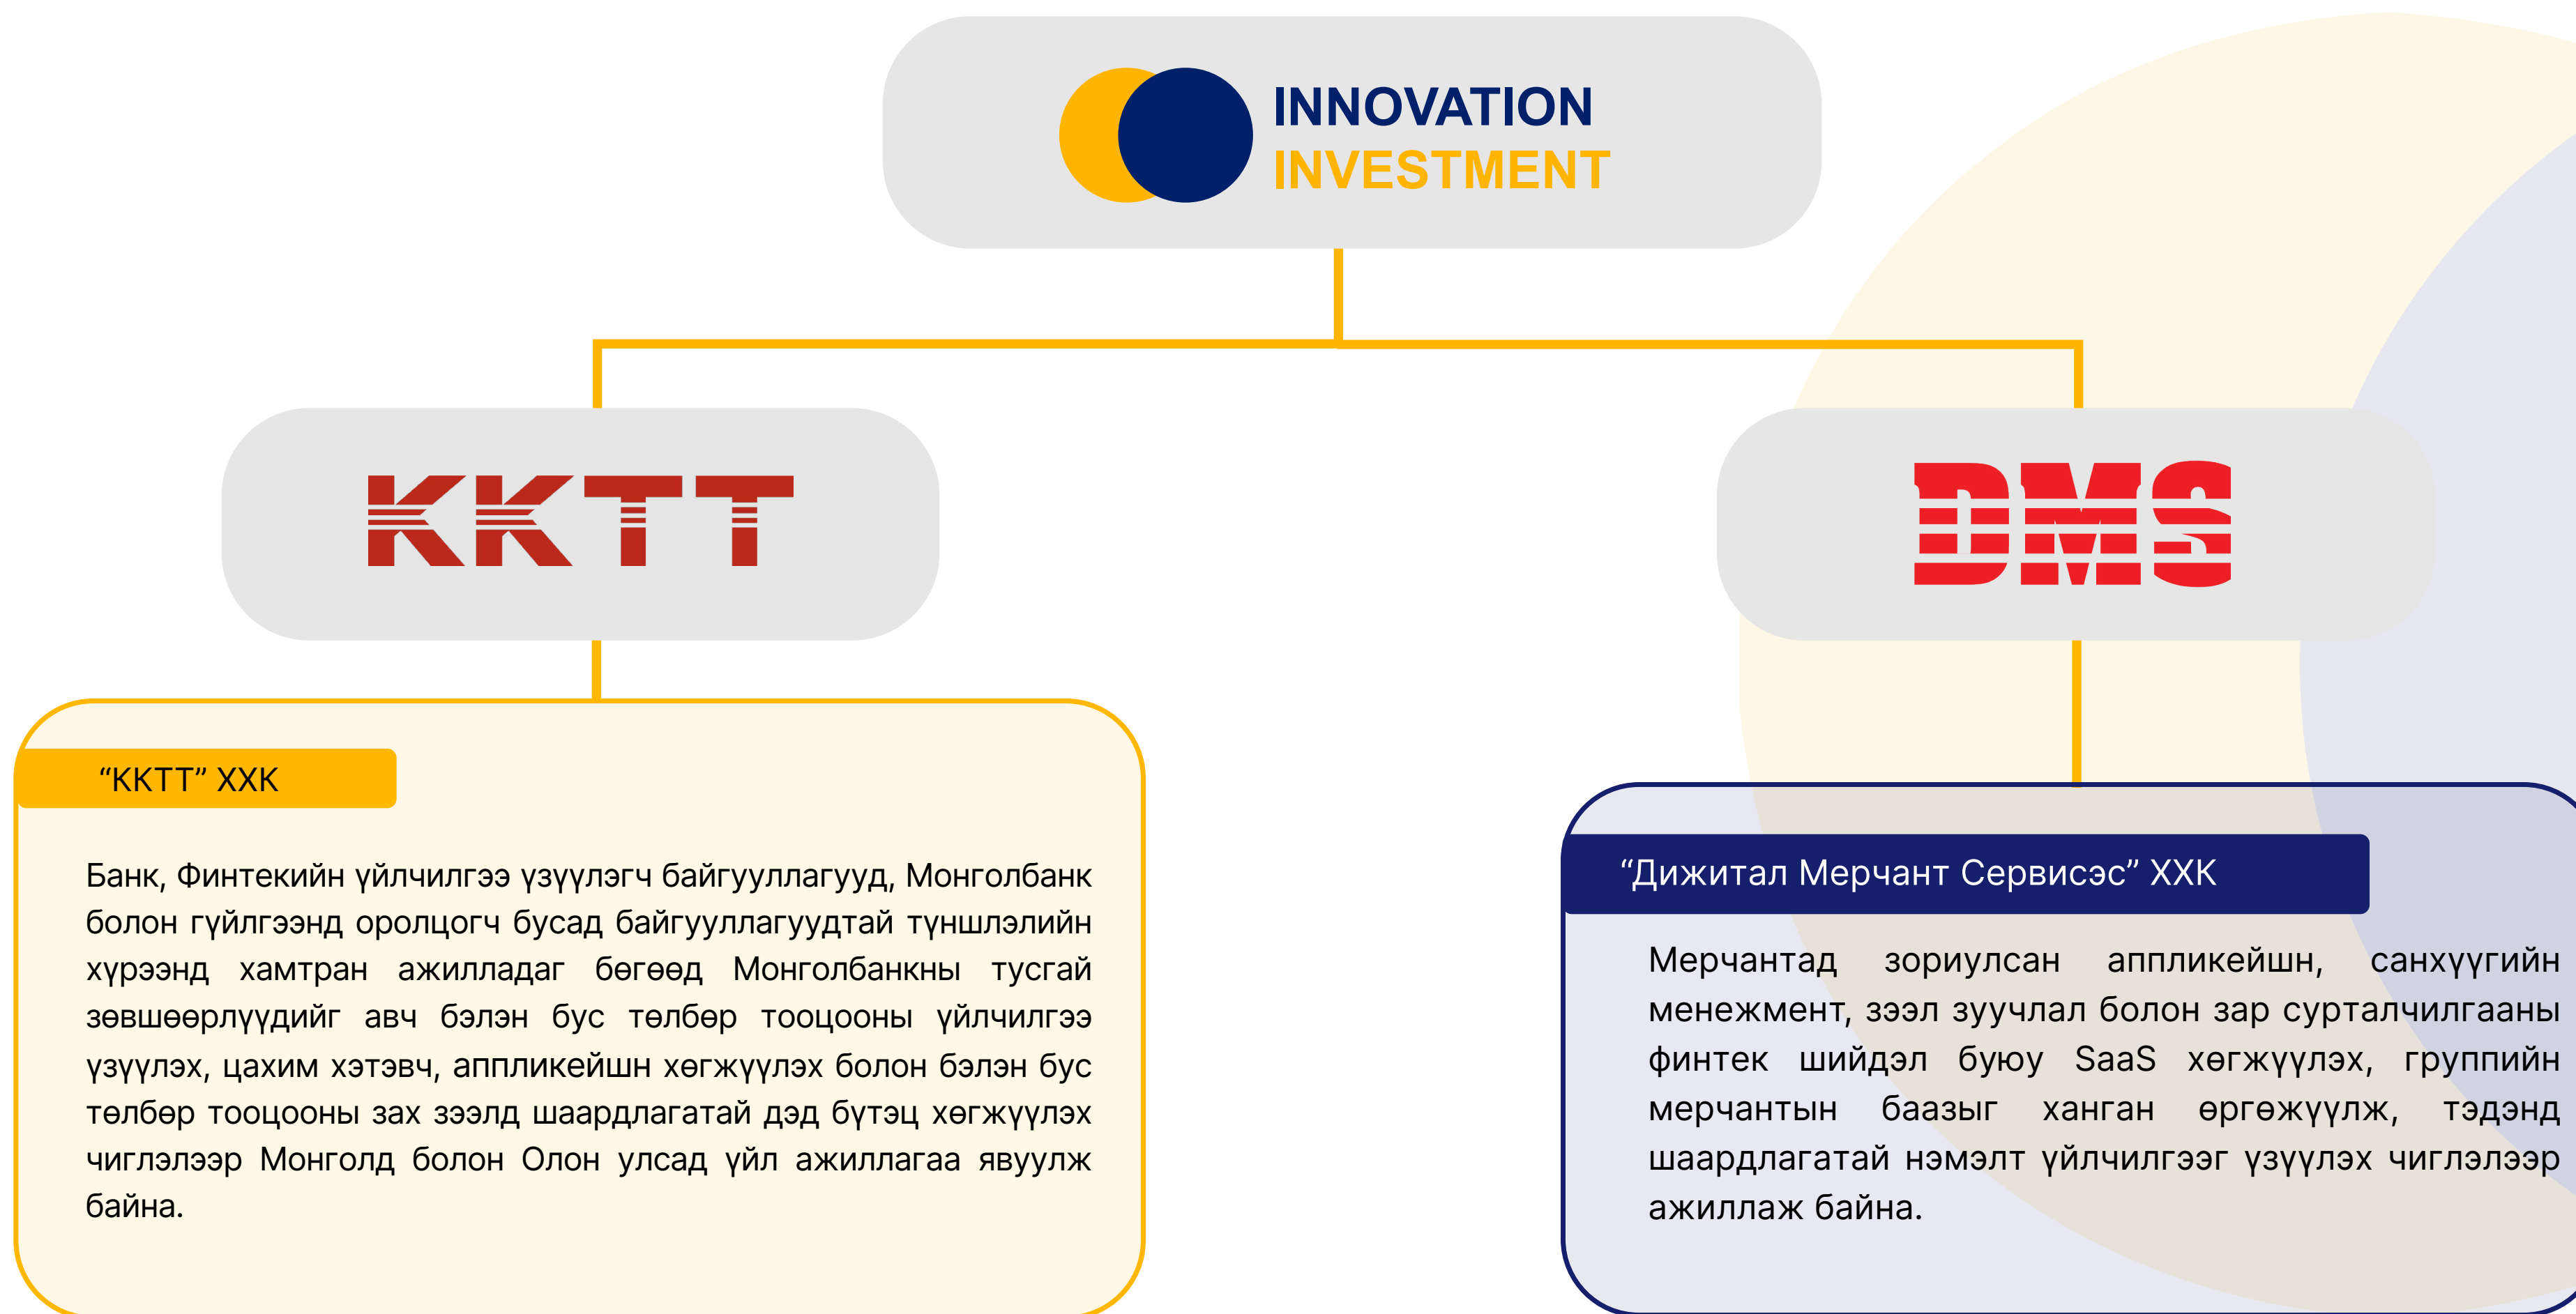 INNOVATION
INVESTMENT
KKTT
DMS
“ККТТ” ХХК
Банк, Финтекийн үйлчилгээ үзүүлэгч байгууллагууд, Монголбанк
болон гүйлгээнд оролцогч бусад байгууллагуудтай түншлэлийн
хүрээнд хамтран ажилладаг бөгөөд Монголбанкны тусгай
зөвшөөрлүүдийг авч бэлэн бус төлбөр тооцооны үйлчилгээ
үзүүлэх, цахим хэтэвч, аппликейшн хөгжүүлэх болон бэлэн бус
төлбөр тооцооны зах зээлд шаардлагатай дэд бүтэц хөгжүүлэх
чиглэлээр Монголд болон Олон улсад үйл ажиллагаа явуулж
байна.
“Дижитал Мерчант Сервисэс” ХХК
Мерчантад зориулсан аппликейшн, санхүүгийн
менежмент, зээл зуучлал болон зар сурталчилгааны
финтек шийдэл буюу SaaS хөгжүүлэх, группийн
мерчантын баазыг ханган өргөжүүлж, тэдэнд
шаардлагатай нэмэлт үйлчилгээг үзүүлэх чиглэлээр
ажиллаж байна.